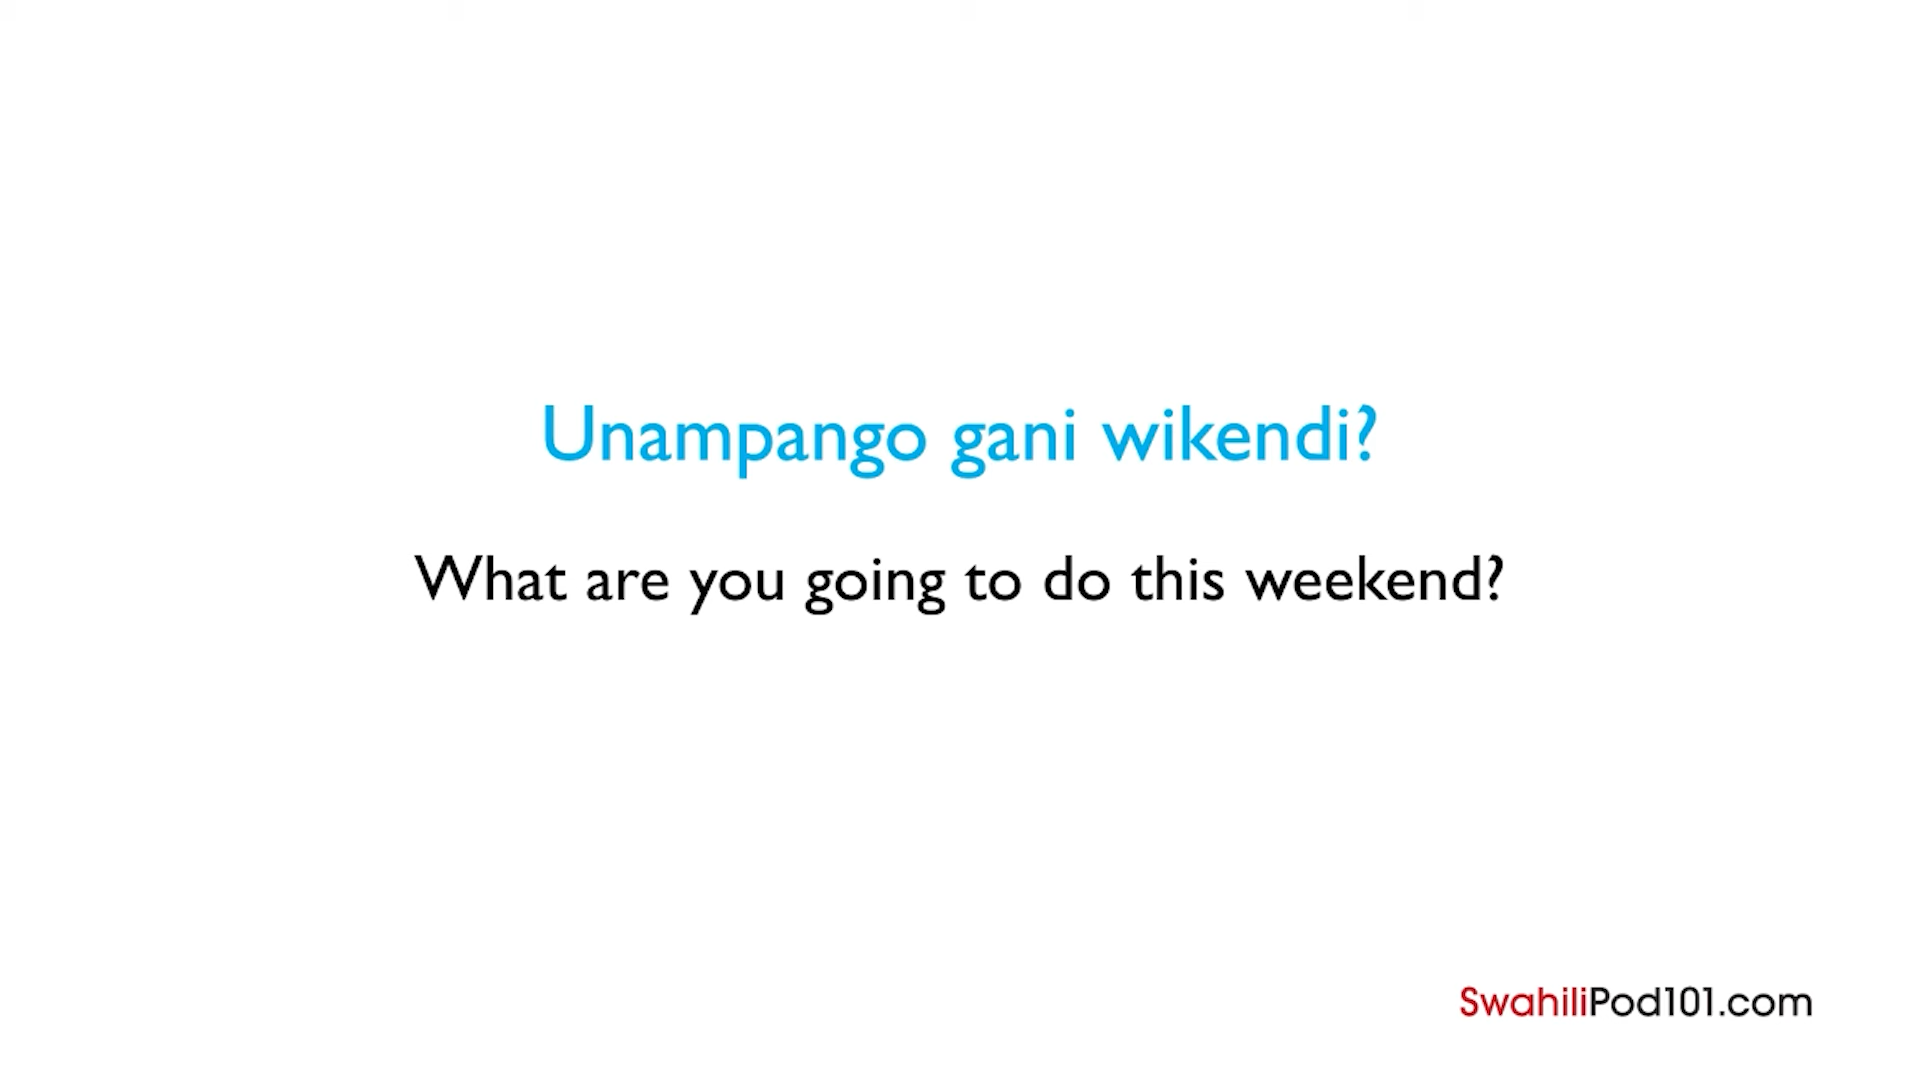 Unampango gani wikendi?
What are you going to do this weekend?
SwahiliPod101.com